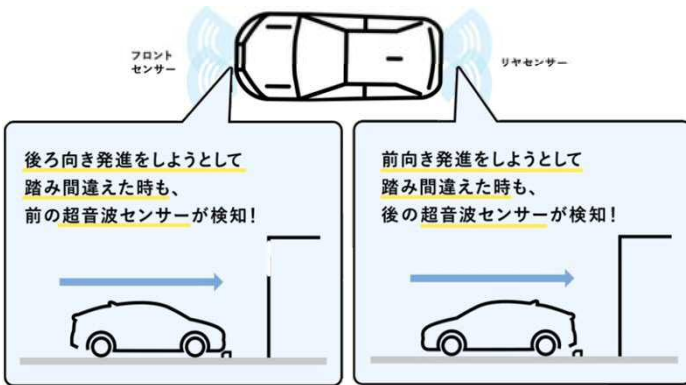 フロント
センサー
リヤセンサー
後ろ向き発進をしようとして
踏み間違えた時も、
前の超音波センサーが検知！
前向き発進をしようとして
踏み間違えた時も、
後の超音波センサーが検知！